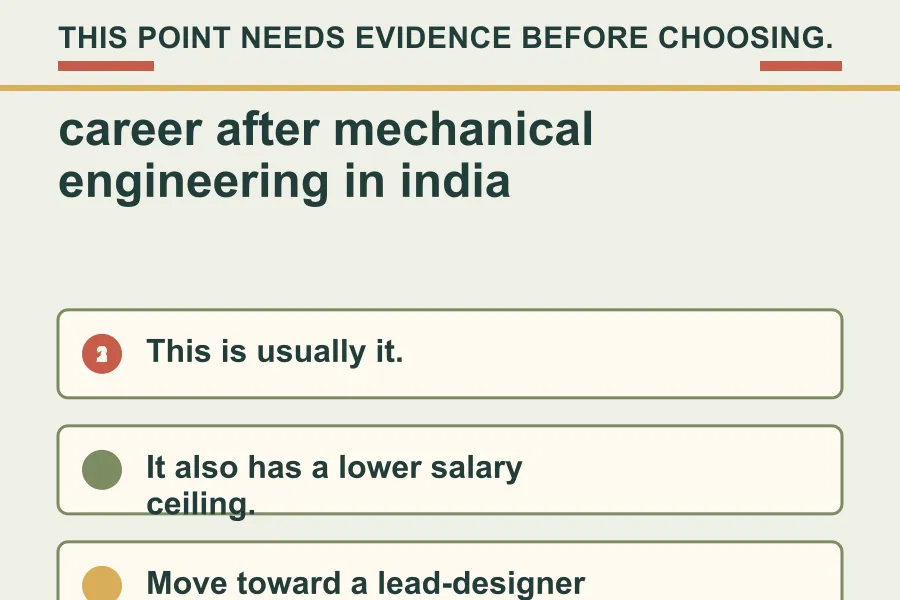 THIS POINT NEEDS EVIDENCE BEFORE CHOOSING.
career after mechanical
engineering in india
This is usually it.
It also has a lower salary
ceiling.
Move toward a lead-designer